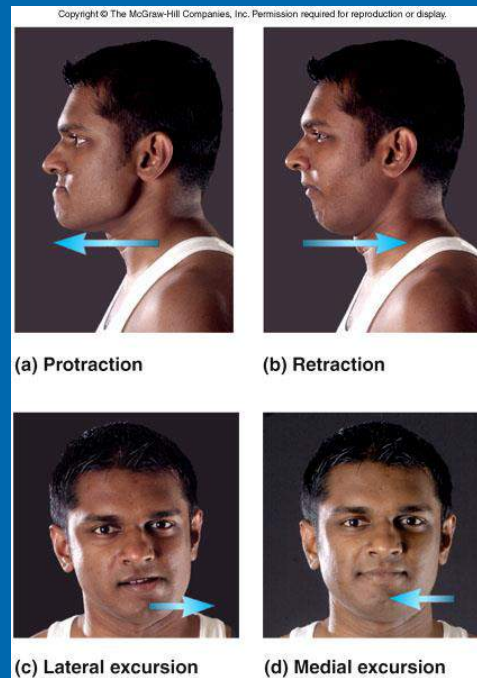 Copyright © The McGraw-Hill Companies, Inc. Permission required for reproduction or display.
(a) Protraction
(b) Retraction
(c) Lateral excursion
(d) Medial excursion